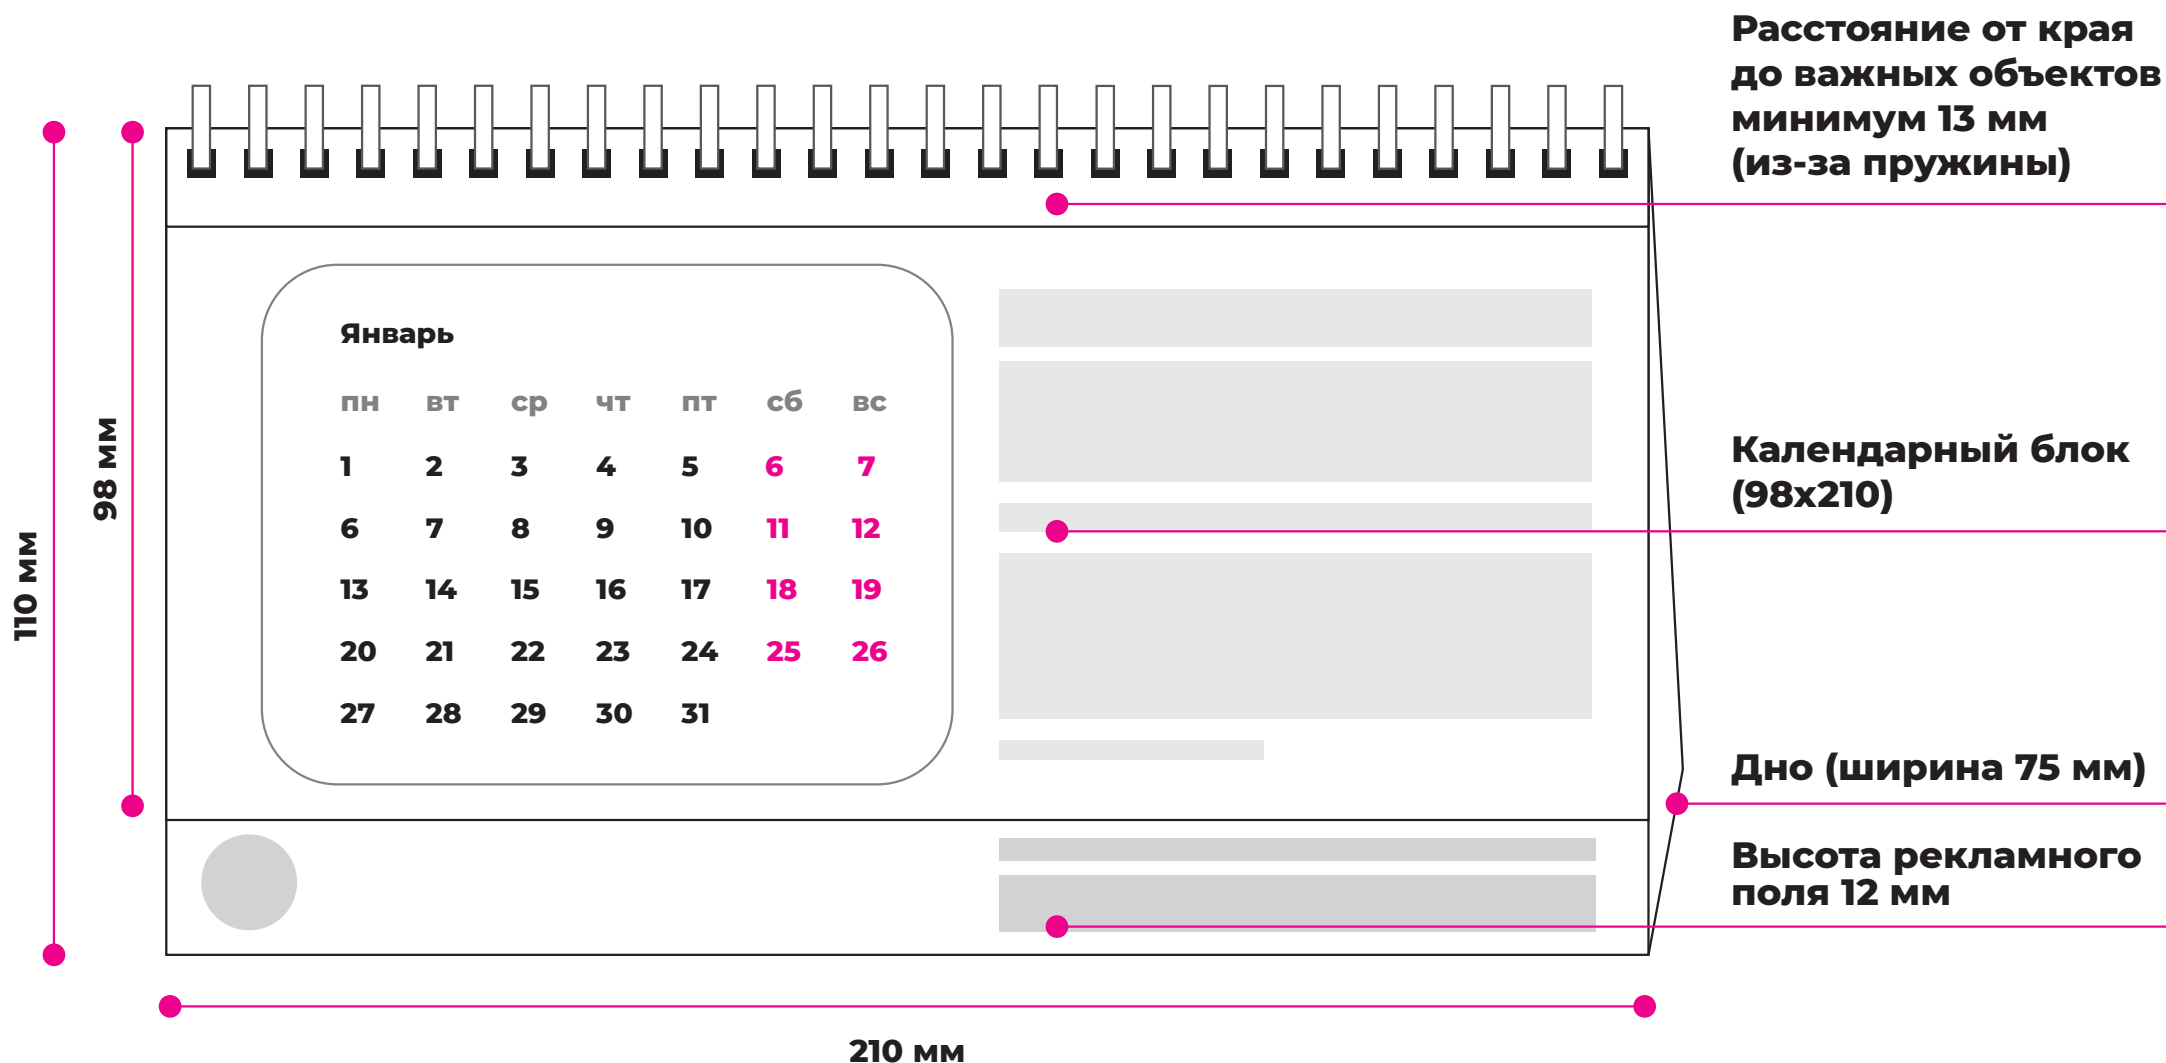 Расстояние от края
до важных объектов
минимум 13 мм
(из-за пружины)
Январь
пн вт ср чт пт сб вс
1 2 3 4 5 6 7
6 7 8 9 10 11 12
13 14 15 16 17 18 19
20 21 22 23 24 25 26
27 28 29 30 31
98 мм
110 мм
Календарный блок
(98х210)
Дно (ширина 75 мм)
Высота рекламного
поля 12 мм
210 мм